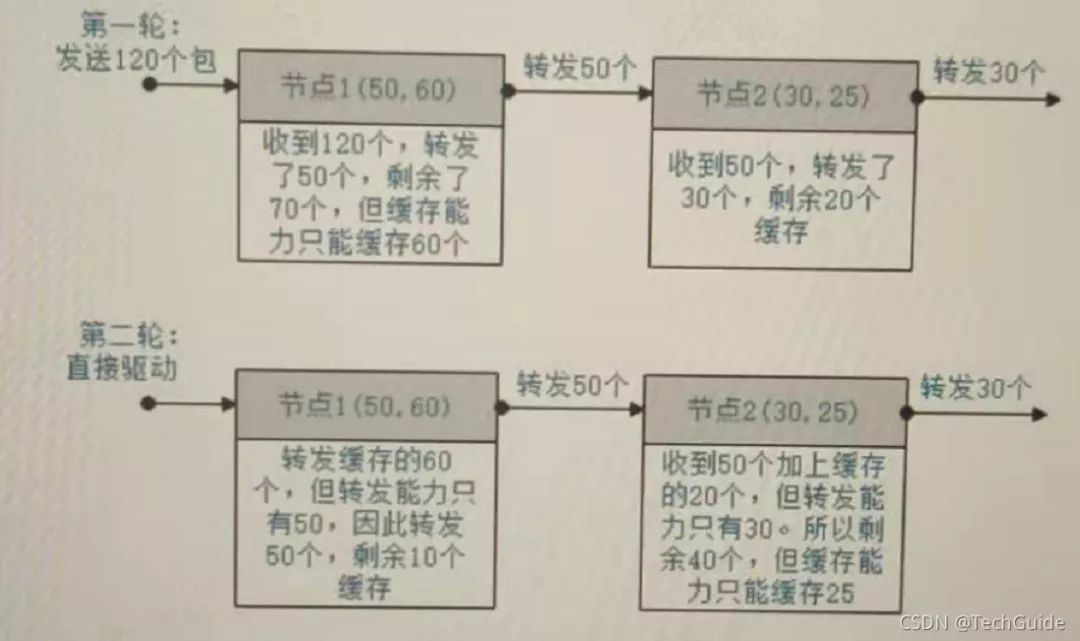 第一轮：
发送120个包
节点1(50,60)
转发50个
节点2(30,25)
转发30个
收到120个，转发
了50个，剩余了
70个，但缓存能
力只能缓存60个
收到50个，转发了
30个，剩余20个
缓存
第二轮：
直接驱动
节点1(50,60)
转发50个
节点2(30,25)
转发30个
转发缓存的60
个，但转发能力只
有50，因此转发
50个，剩余10个
缓存
收到50个加上缓存
的20个，但转发能
力只有30。所以剩
余40个，但缓存能
力只能缓存25
CSDN @TechGuide